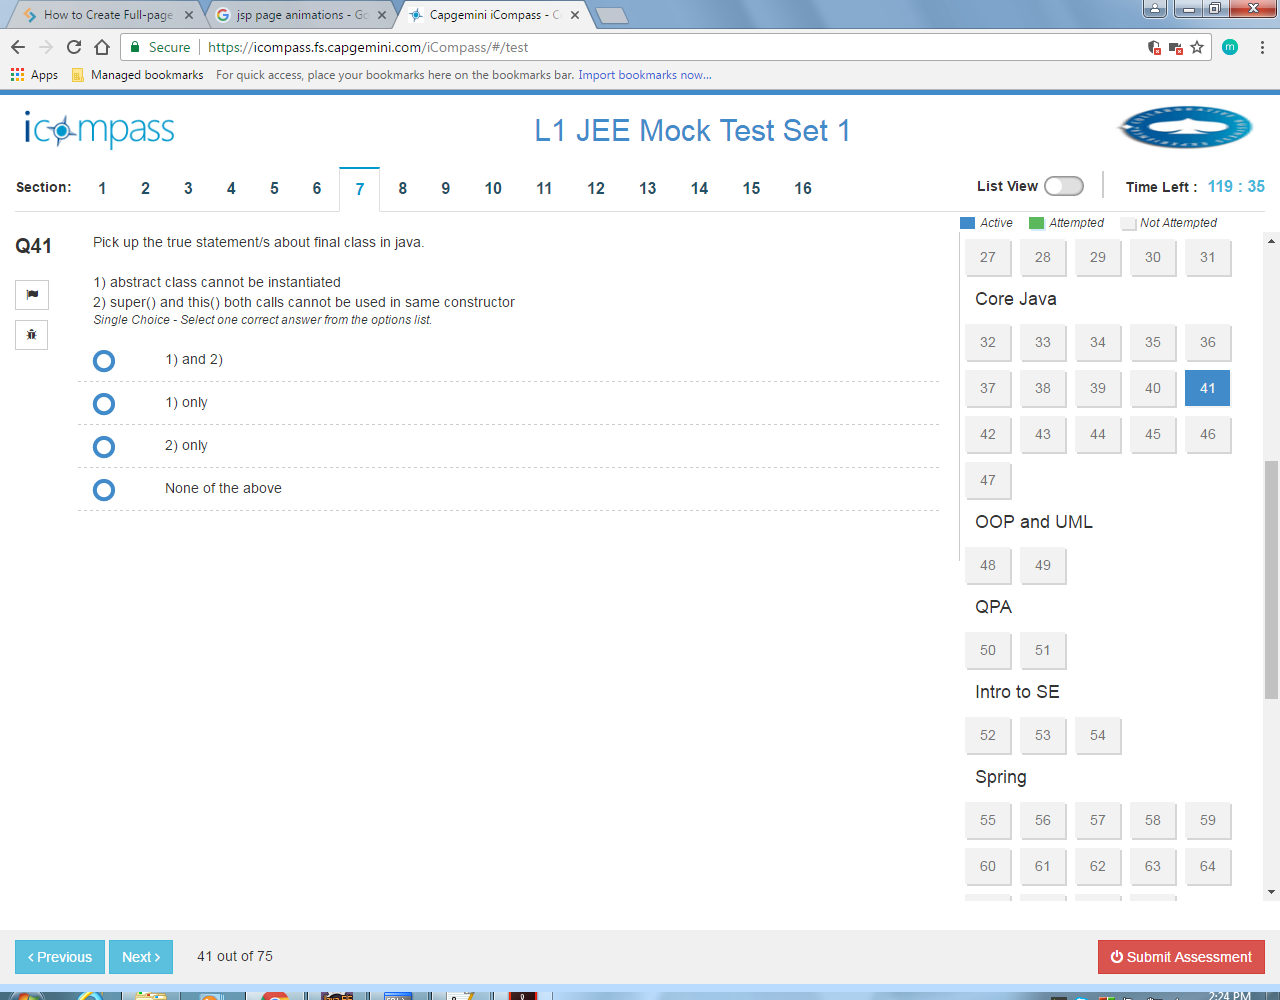 How to Create Full-page
jsp page animations - Go
Capgemini iCompass - C
Secure
https://icompass.fs.capgemini.com/iCompass/#/test
m
Apps
Managed bookmarks
For quick access, place your bookmarks here on the bookmarks bar. Import bookmarks now...
icompass
L1 JEE Mock Test Set 1
Section: 1 2 3 4 5 6 7 8 9 10 11 12 13 14 15 16
List View
Time Left : 119 : 35
Active Attempted Not Attempted
Q41
Pick up the true statement/s about final class in java.
1) abstract class cannot be instantiated
2) super() and this() both calls cannot be used in same constructor
Single Choice - Select one correct answer from the options list.
1) and 2)
1) only
2) only
None of the above
27 28 29 30 31
Core Java
32 33 34 35 36
37 38 39 40 41
42 43 44 45 46
47
OOP and UML
48 49
QPA
50 51
Intro to SE
52 53 54
Spring
55 56 57 58 59
60 61 62 63 64
Previous
Next
41 out of 75
Submit Assessment
2:24 PM